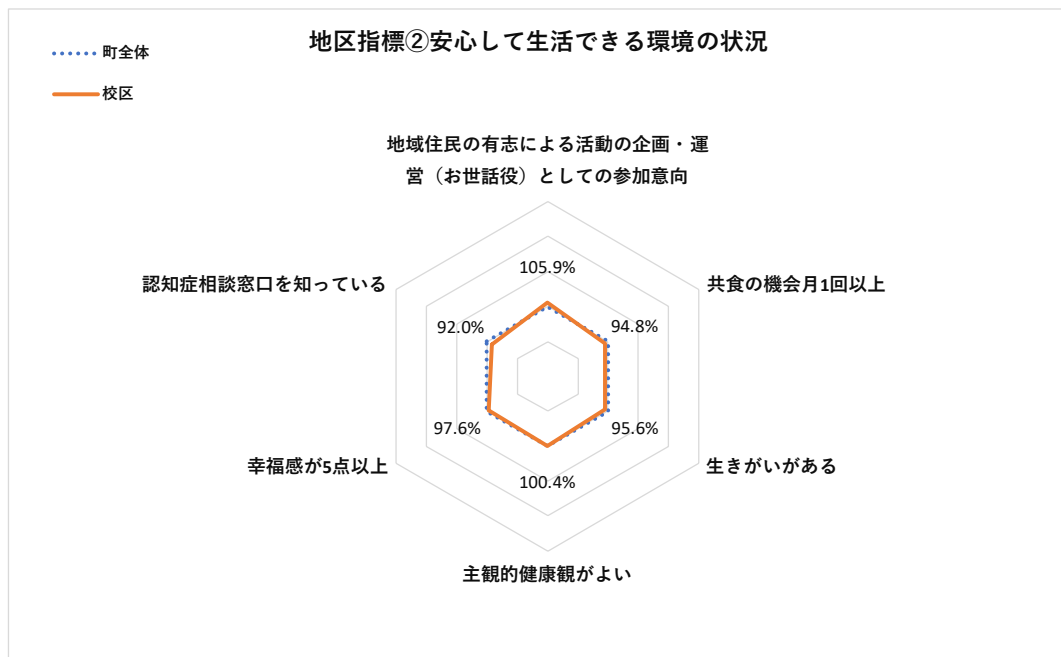 地区指標②安心して生活できる環境の状況
町全体
校区
地域住民の有志による活動の企画・運
営（お世話役）としての参加意向
105.9%
認知症相談窓口を知っている
共食の機会月1回以上
92.0%
94.8%
97.6%
95.6%
幸福感が5点以上
生きがいがある
100.4%
主観的健康観がよい